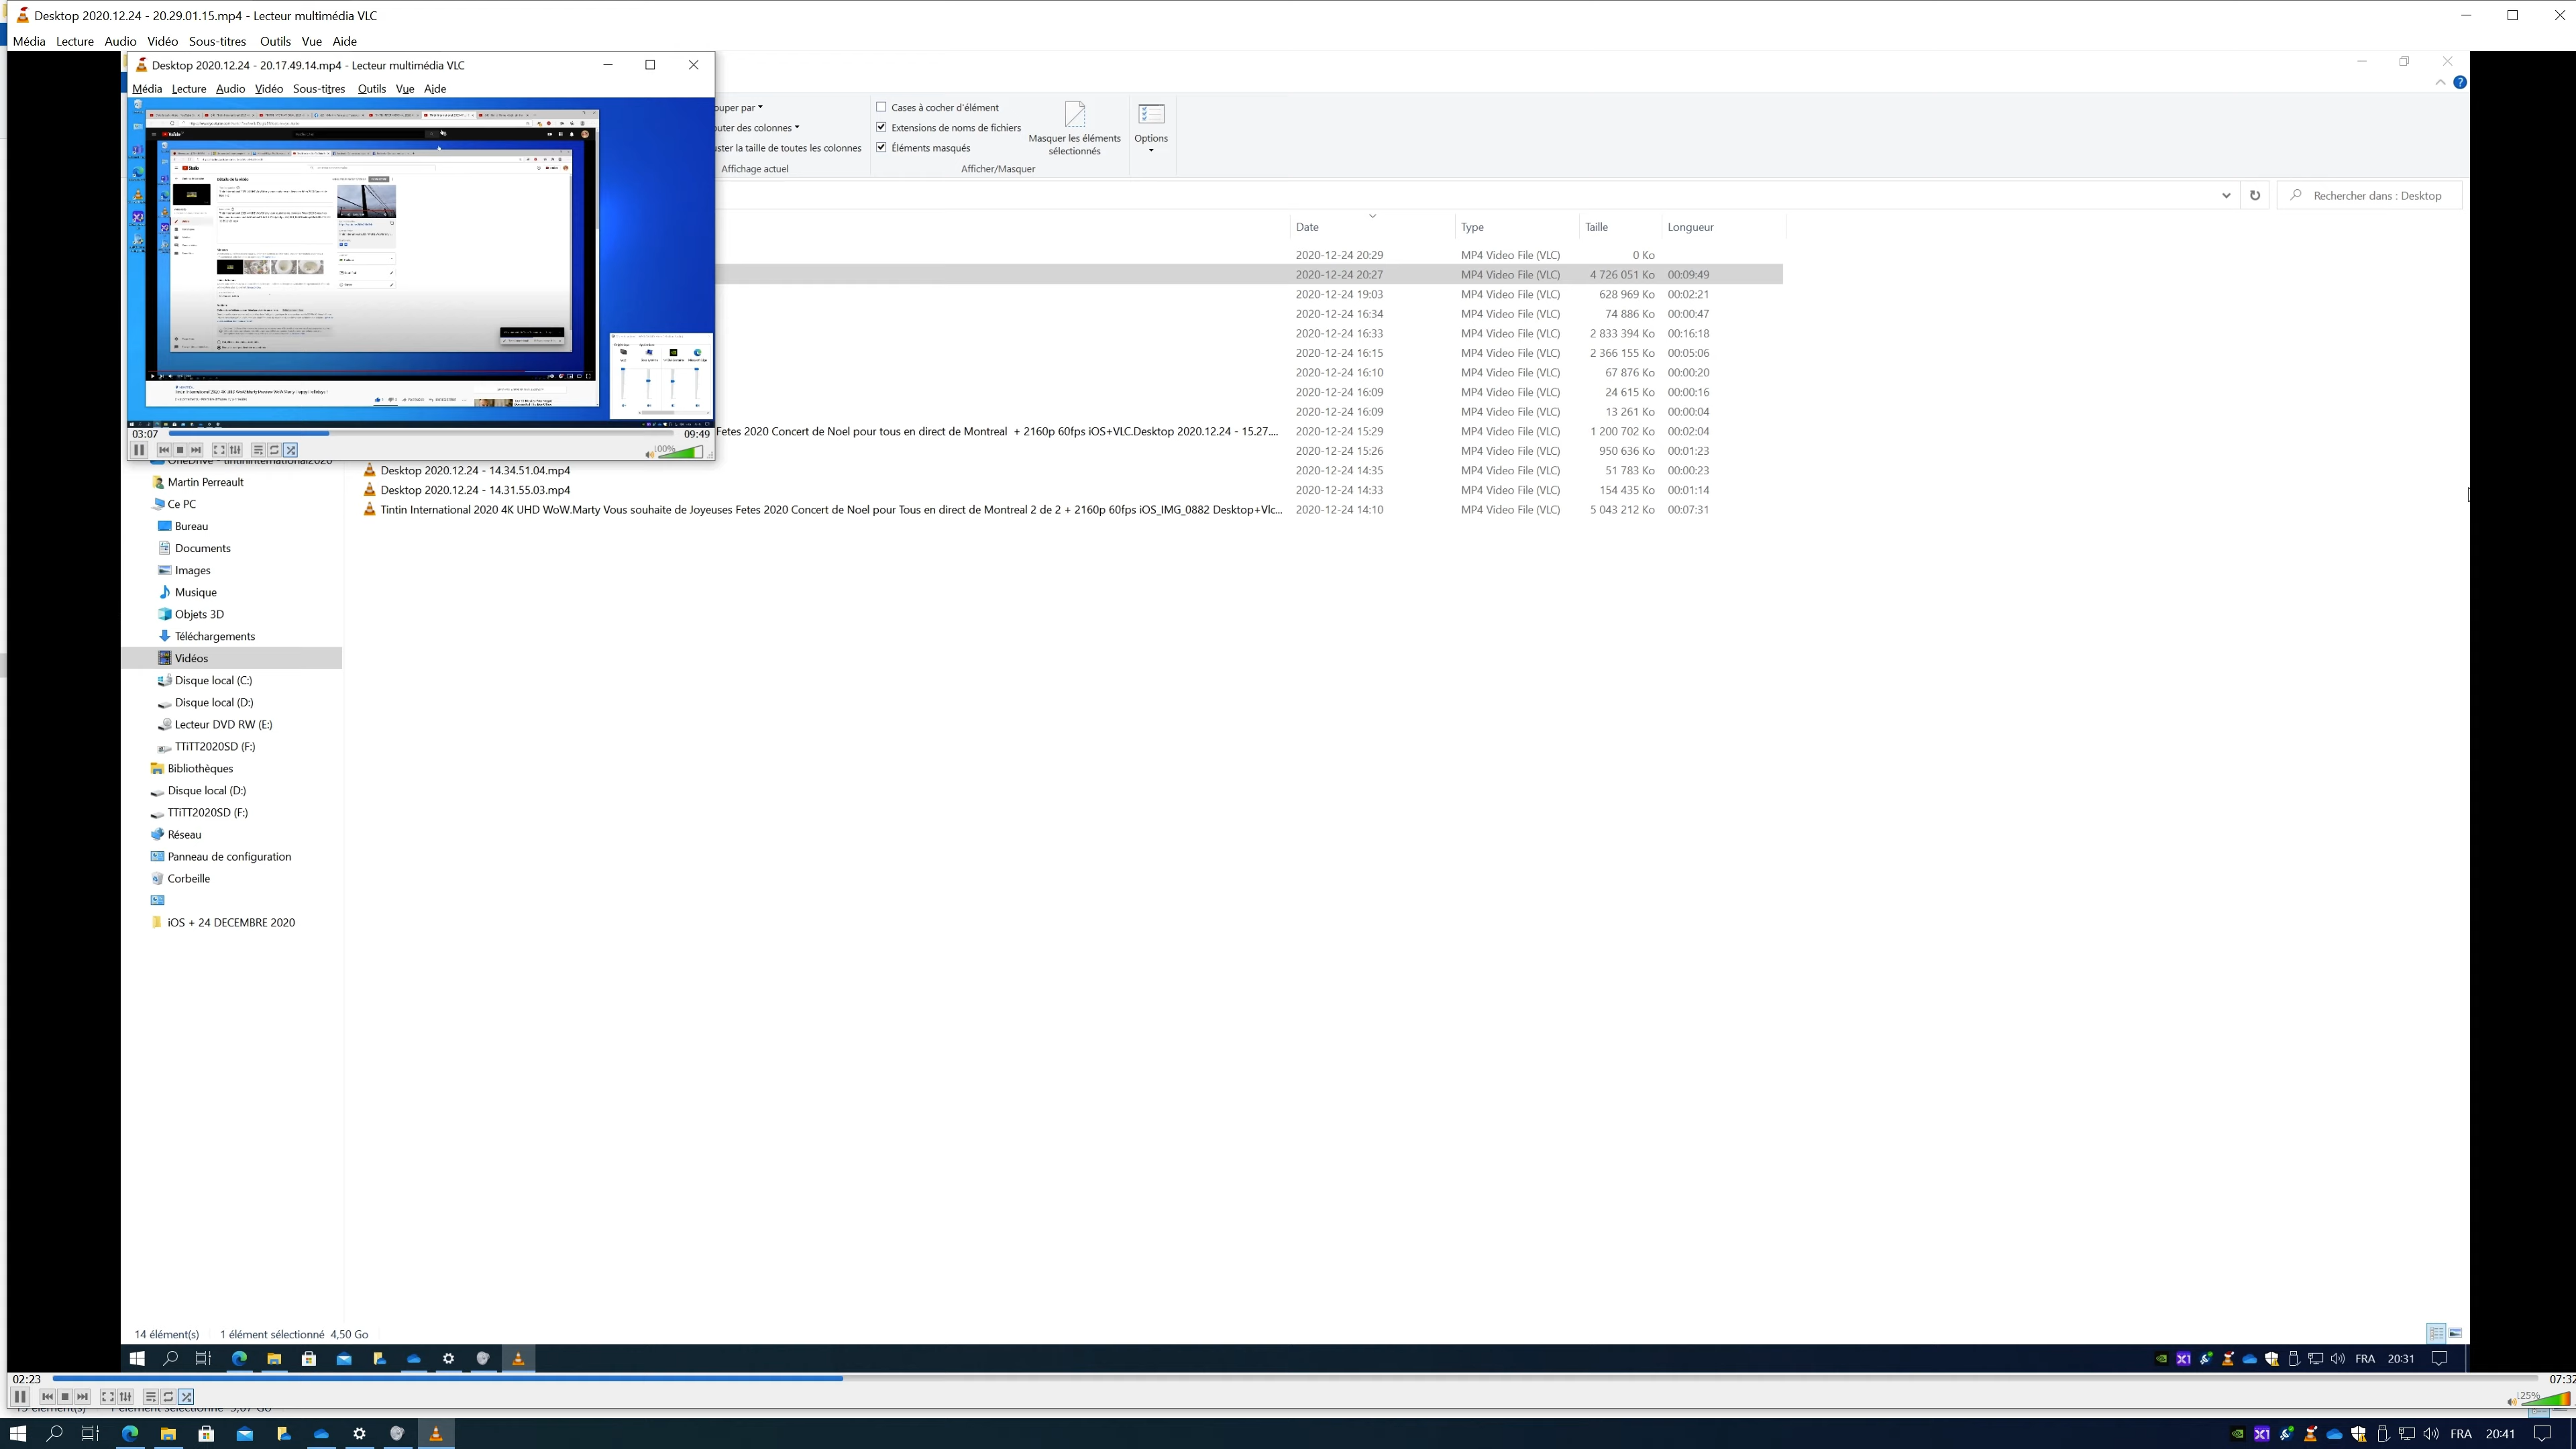 Desktop 2020.12.24 - 20.29.01.15.mp4 - Lecteur multimédia VLC
Média Lecture Audio Vidéo Sous-titres Outils Vue Aide
Desktop 2020.12.24 - 20.17.49.14.mp4 - Lecteur multimédia VLC
Média Lecture Audio Vidéo Sous-titres Outils Vue Aide
ouper par
outer des colonnes
uster la taille de toutes les colonnes
Affichage actuel
Cases à cocher d'élément
Extensions de noms de fichiers
Éléments masqués
Masquer les éléments
sélectionnés
Afficher/Masquer
Options
Rechercher dans : Desktop
Date Type Taille Longueur
2020-12-24 20:29 MP4 Video File (VLC) 0 Ko
2020-12-24 20:27 MP4 Video File (VLC) 4 726 051 Ko 00:09:49
2020-12-24 19:03 MP4 Video File (VLC) 628 969 Ko 00:02:21
2020-12-24 16:34 MP4 Video File (VLC) 74 886 Ko 00:00:47
2020-12-24 16:33 MP4 Video File (VLC) 2 833 394 Ko 00:16:18
2020-12-24 16:15 MP4 Video File (VLC) 2 366 155 Ko 00:05:06
2020-12-24 16:10 MP4 Video File (VLC) 67 876 Ko 00:00:20
2020-12-24 16:09 MP4 Video File (VLC) 24 615 Ko 00:00:16
2020-12-24 16:09 MP4 Video File (VLC) 13 261 Ko 00:00:04
Fetes 2020 Concert de Noel pour tous en direct de Montreal + 2160p 60fps iOS+VLC.Desktop 2020.12.24 - 15.27.... 2020-12-24 15:29 MP4 Video File (VLC) 1 200 702 Ko 00:02:04
2020-12-24 15:26 MP4 Video File (VLC) 950 636 Ko 00:01:23
Desktop 2020.12.24 - 14.34.51.04.mp4 2020-12-24 14:35 MP4 Video File (VLC) 51 783 Ko 00:00:23
Desktop 2020.12.24 - 14.31.55.03.mp4 2020-12-24 14:33 MP4 Video File (VLC) 154 435 Ko 00:01:14
Tintin International 2020 4K UHD WoW.Marty Vous souhaite de Joyeuses Fetes 2020 Concert de Noel pour Tous en direct de Montreal 2 de 2 + 2160p 60fps iOS_IMG_0882 Desktop+Vlc... 2020-12-24 14:10 MP4 Video File (VLC) 5 043 212 Ko 00:07:31
03:07 09:49
100%
OneDrive - tintininternational2020
Martin Perreault
Ce PC
Bureau
Documents
Images
Musique
Objets 3D
Téléchargements
Vidéos
Disque local (C:)
Disque local (D:)
Lecteur DVD RW (E:)
TTiTT2020SD (F:)
Bibliothèques
Disque local (D:)
TTiTT2020SD (F:)
Réseau
Panneau de configuration
Corbeille
iOS + 24 DECEMBRE 2020
14 élément(s) 1 élément sélectionné 4,50 Go
FRA 20:31
02:23 07:32
125%
FRA 20:41